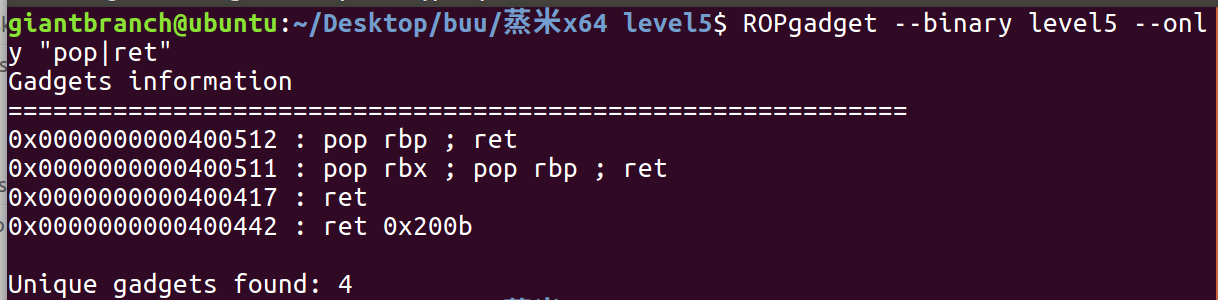 giantbranch@ubuntu:~/Desktop/buu/蒸米x64 level5$ ROPgadget --binary level5 --onl
y "pop|ret"
Gadgets information
============================================================
0x0000000000400512 : pop rbp ; ret
0x0000000000400511 : pop rbx ; pop rbp ; ret
0x0000000000400417 : ret
0x0000000000400442 : ret 0x200b
Unique gadgets found: 4